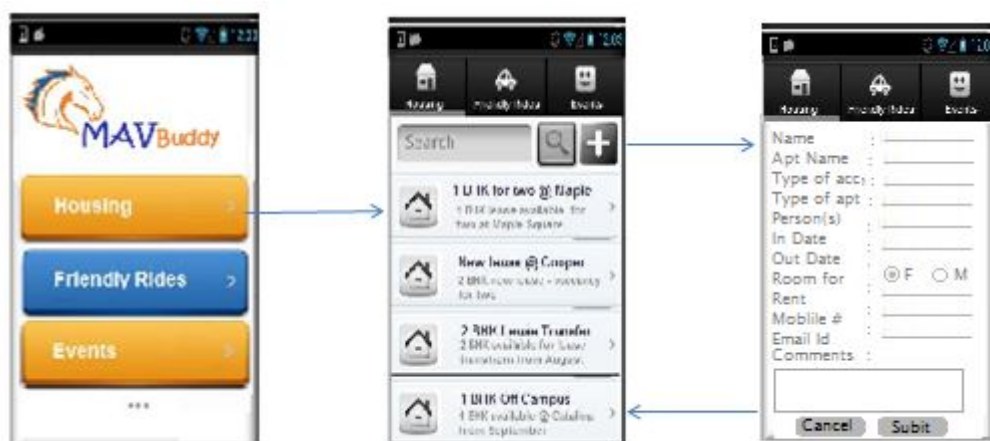 MAVBuddy
Housing
Friendly Rides
Events
12:09
Housing
Friendly Rides
Events
Search
1 BHK for two @ Maple
1 BHK lease available for
two at Maple Square
New lease @ Cooper
2 BHK new lease - vacancy
for two
2 BHK Lease Transfer
2 BHK available for lease
from August
1 BHK Off Campus
BHK available @ Catalina
from September
Housing
Friendly Rides
Events
Name :
Apt Name :
Type of acc :
Type of apt :
Person(s) :
In Date :
Out Date :
Room for : F M
Rent :
Moblile # :
Email Id :
Comments :
Cancel Subit